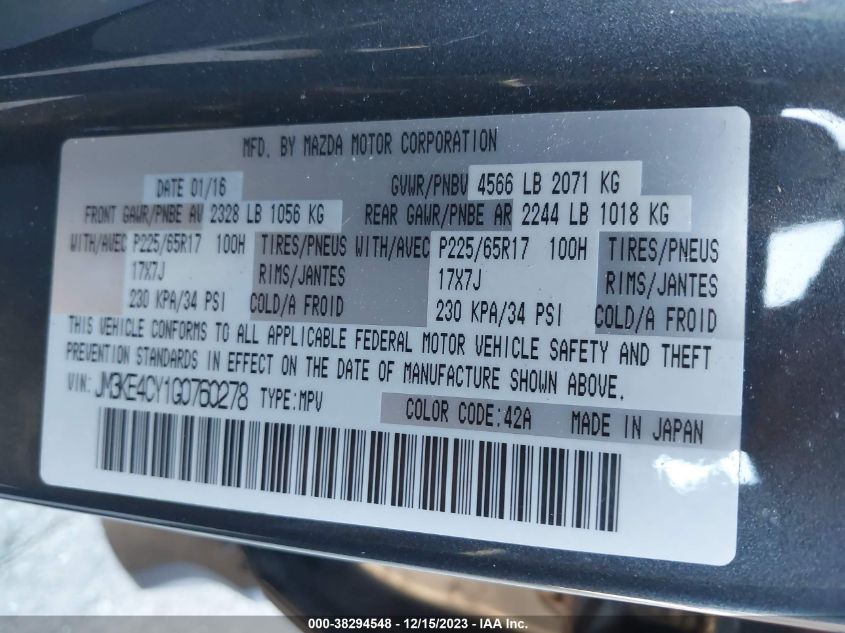 MFD. BY MAZDA MOTOR CORPORATION
DATE 01/16 GVWR/PNBV 4566 LB 2071 KG
FRONT GAWR/PNBE AV 2328 LB 1056 KG REAR GAWR/PNBE AR 2244 LB 1018 KG
WITH/AVEC P225/65R17 100H TIRES/PNEUS WITH/AVEC P225/65R17 100H TIRES/PNEUS
17X7J RIMS/JANTES 17X7J RIMS/JANTES
230 KPA/34 PSI COLD/A FROID 230 KPA/34 PSI COLD/A FROID
THIS VEHICLE CONFORMS TO ALL APPLICABLE FEDERAL MOTOR VEHICLE SAFETY AND THEFT
PREVENTION STANDARDS IN EFFECT ON THE DATE OF MANUFACTURE SHOWN ABOVE.
VIN: JM3KE4CY1G0760278 TYPE:MPV COLOR CODE:42A MADE IN JAPAN
000-38294548 - 12/15/2023 - IAA Inc.